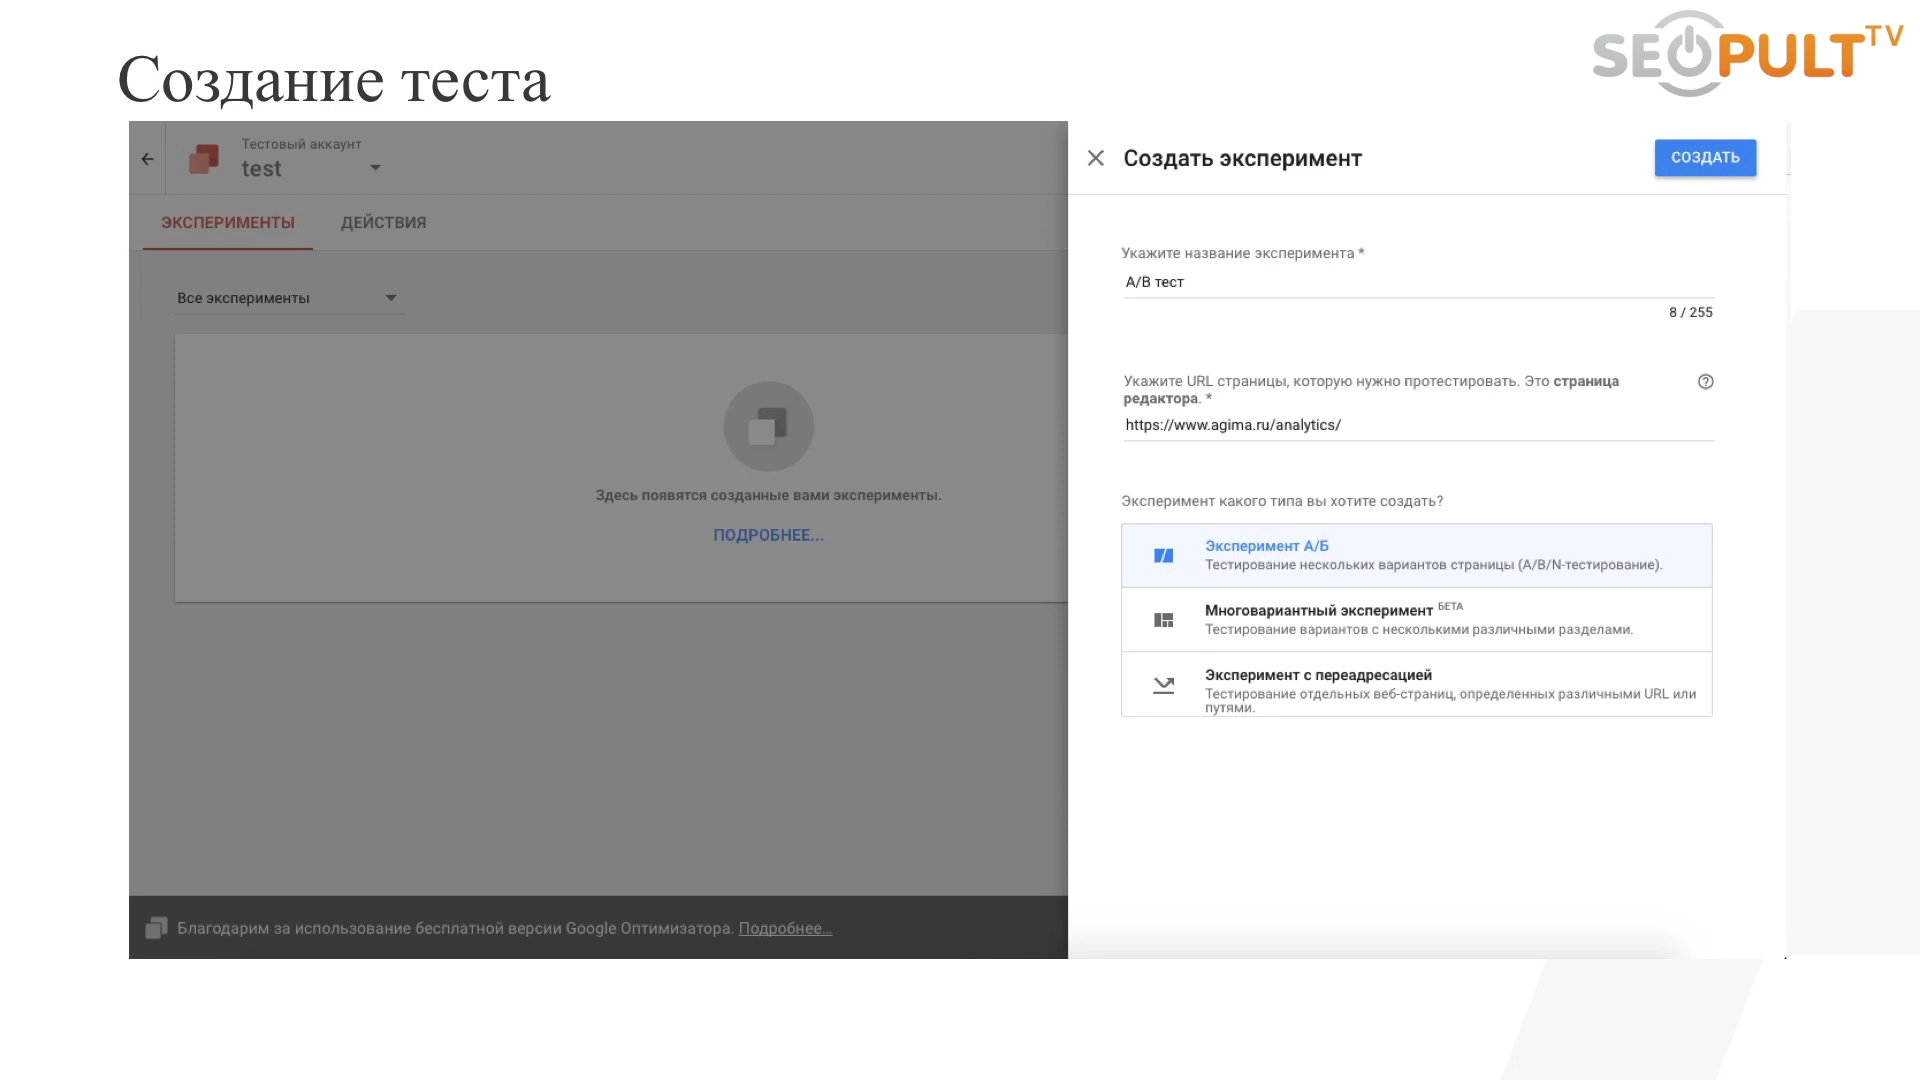 SEOPULT TV
Создание теста
Тестовый аккаунт
test
ЭКСПЕРИМЕНТЫ
ДЕЙСТВИЯ
Все эксперименты
Здесь появятся созданные вами эксперименты.
ПОДРОБНЕЕ...
Благодарим за использование бесплатной версии Google Оптимизатора. Подробнее...
Создать эксперимент
СОЗДАТЬ
Укажите название эксперимента *
А/В тест
8 / 255
Укажите URL страницы, которую нужно протестировать. Это страница
редактора. *
https://www.agima.ru/analytics/
Эксперимент какого типа вы хотите создать?
Эксперимент А/Б
Тестирование нескольких вариантов страницы (A/B/N-тестирование).
Многовариантный эксперимент БЕТА
Тестирование вариантов с несколькими различными разделами.
Эксперимент с переадресацией
Тестирование отдельных веб-страниц, определенных различными URL или
путями.